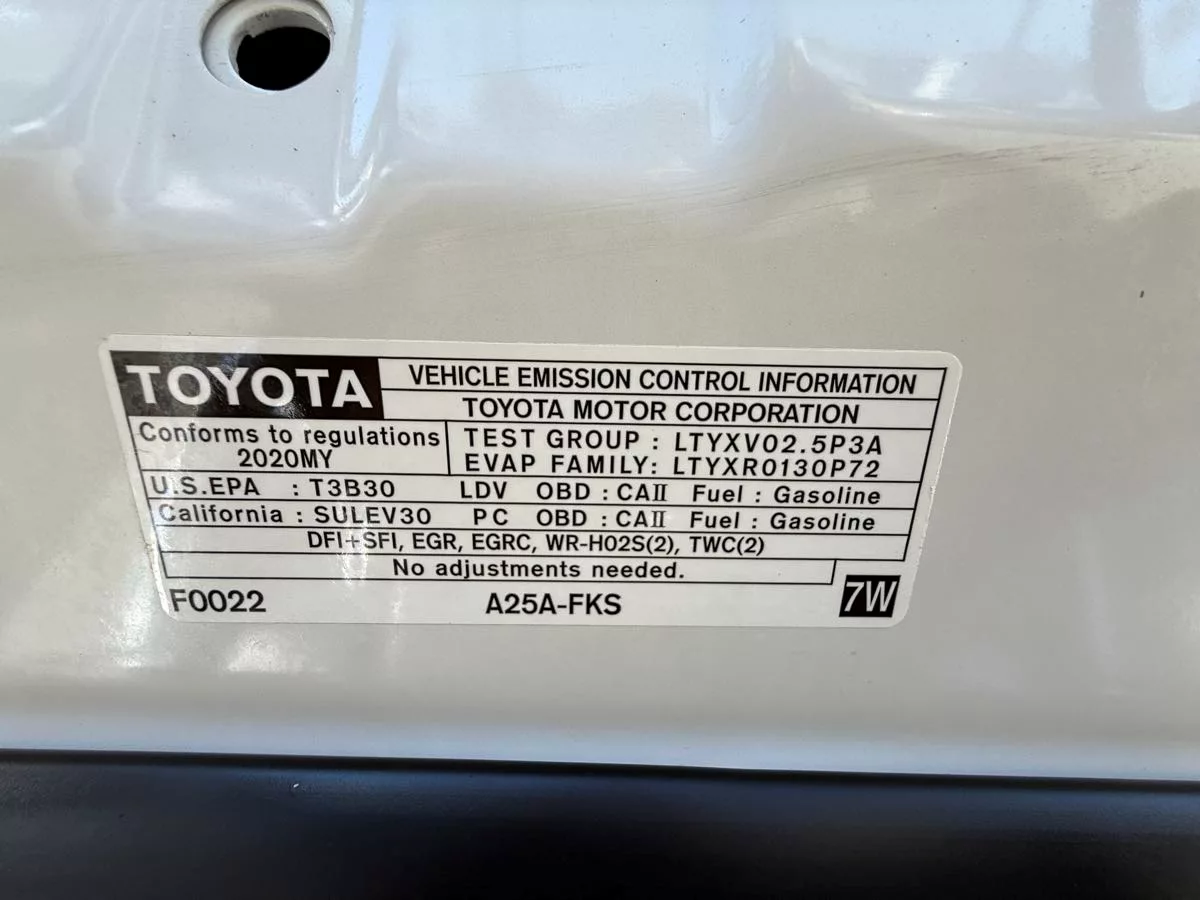 TOYOTA
VEHICLE EMISSION CONTROL INFORMATION
TOYOTA MOTOR CORPORATION
Conforms to regulations
2020MY
TEST GROUP : LTYXV02.5P3A
EVAP FAMILY: LTYXR0130P72
U.S.EPA : T3B30 LDV OBD : CAII Fuel : Gasoline
California : SULEV30 PC OBD : CAII Fuel : Gasoline
DFI+SFI, EGR, EGRC, WR-HO2S(2), TWC(2)
No adjustments needed.
F0022 A25A-FKS 7W